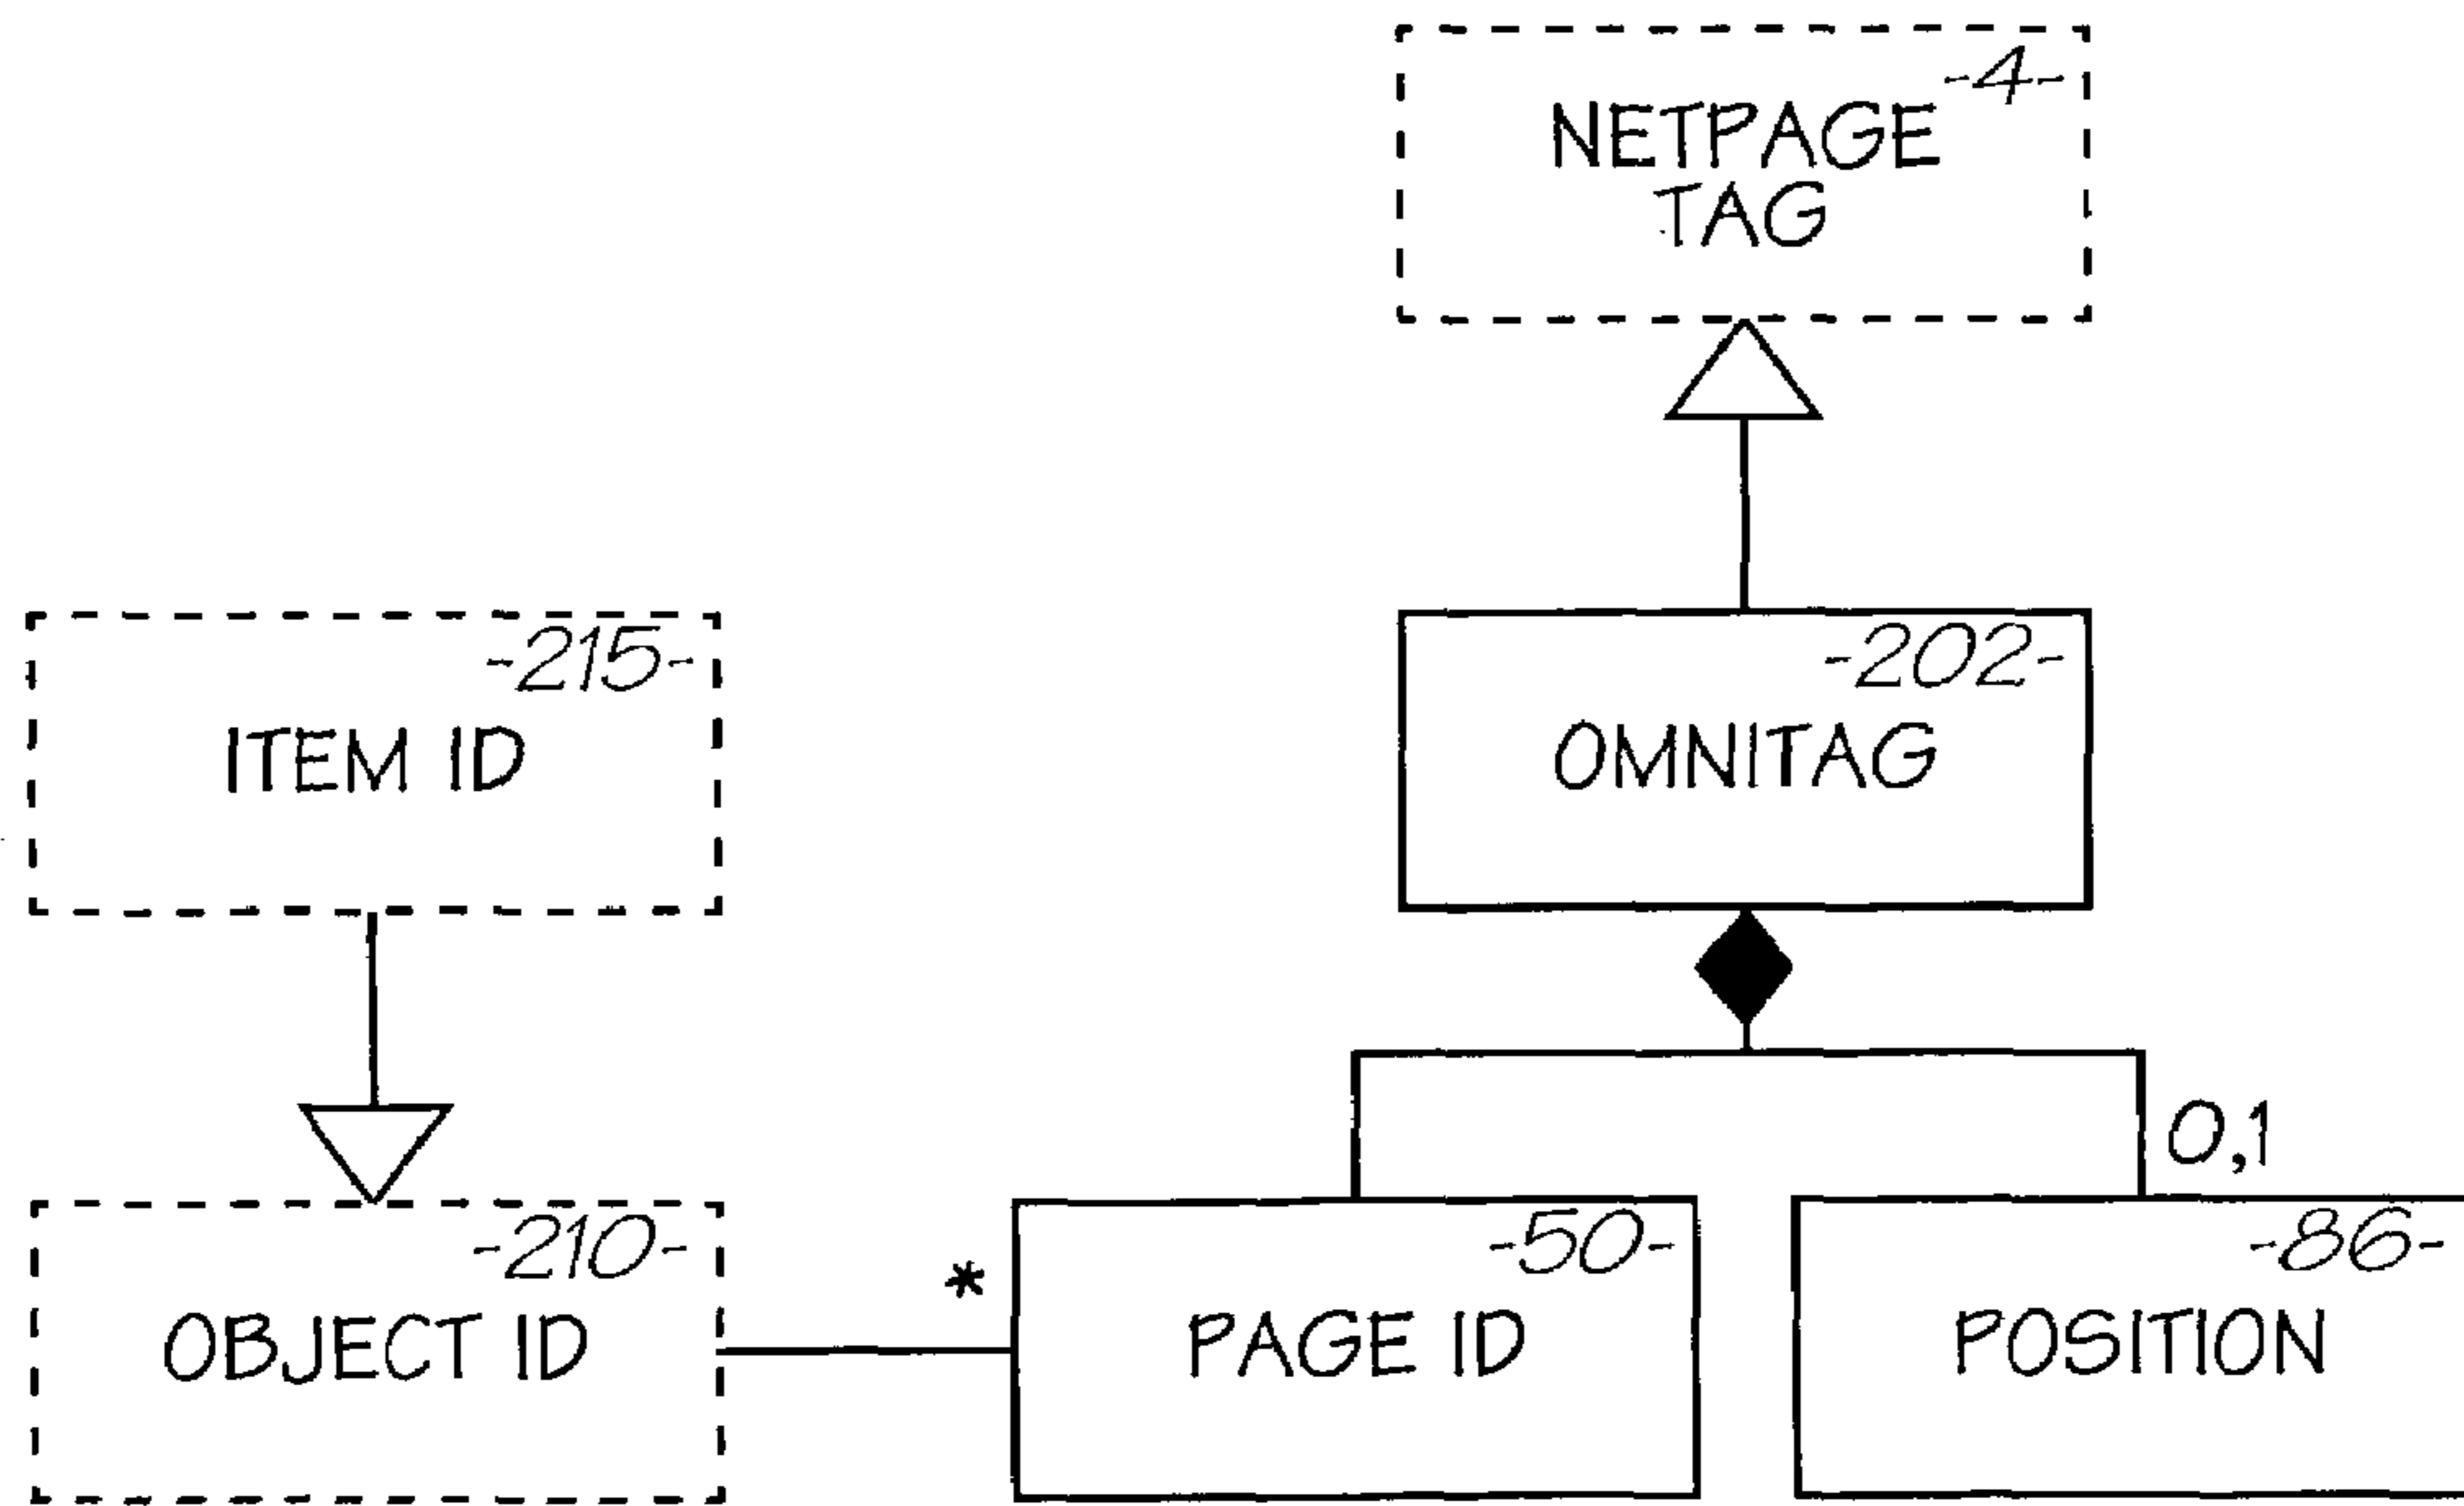 -4-
NETPAGE
TAG
-215-
ITEM ID
-202-
OMNITAG
0,1
-210-
OBJECT ID
*
-50-
PAGE ID
-86-
POSITION